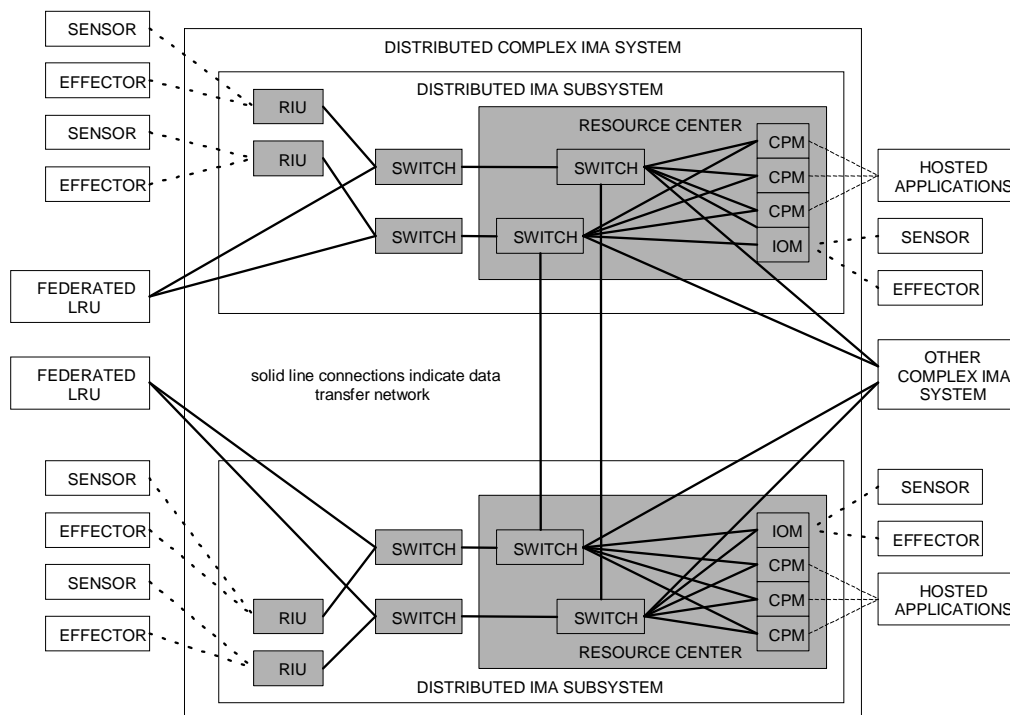 SENSOR
DISTRIBUTED COMPLEX IMA SYSTEM
EFFECTOR
DISTRIBUTED IMA SUBSYSTEM
RIU
RESOURCE CENTER
SENSOR
CPM
RIU
SWITCH
SWITCH
HOSTED
APPLICATIONS
EFFECTOR
CPM
CPM
SWITCH
SWITCH
IOM
SENSOR
FEDERATED
LRU
EFFECTOR
FEDERATED
LRU
solid line connections indicate data
transfer network
OTHER
COMPLEX IMA
SYSTEM
SENSOR
SENSOR
EFFECTOR
IOM
SWITCH
SWITCH
EFFECTOR
SENSOR
CPM
RIU
SWITCH
SWITCH
CPM
HOSTED
APPLICATIONS
EFFECTOR
CPM
RIU
RESOURCE CENTER
DISTRIBUTED IMA SUBSYSTEM